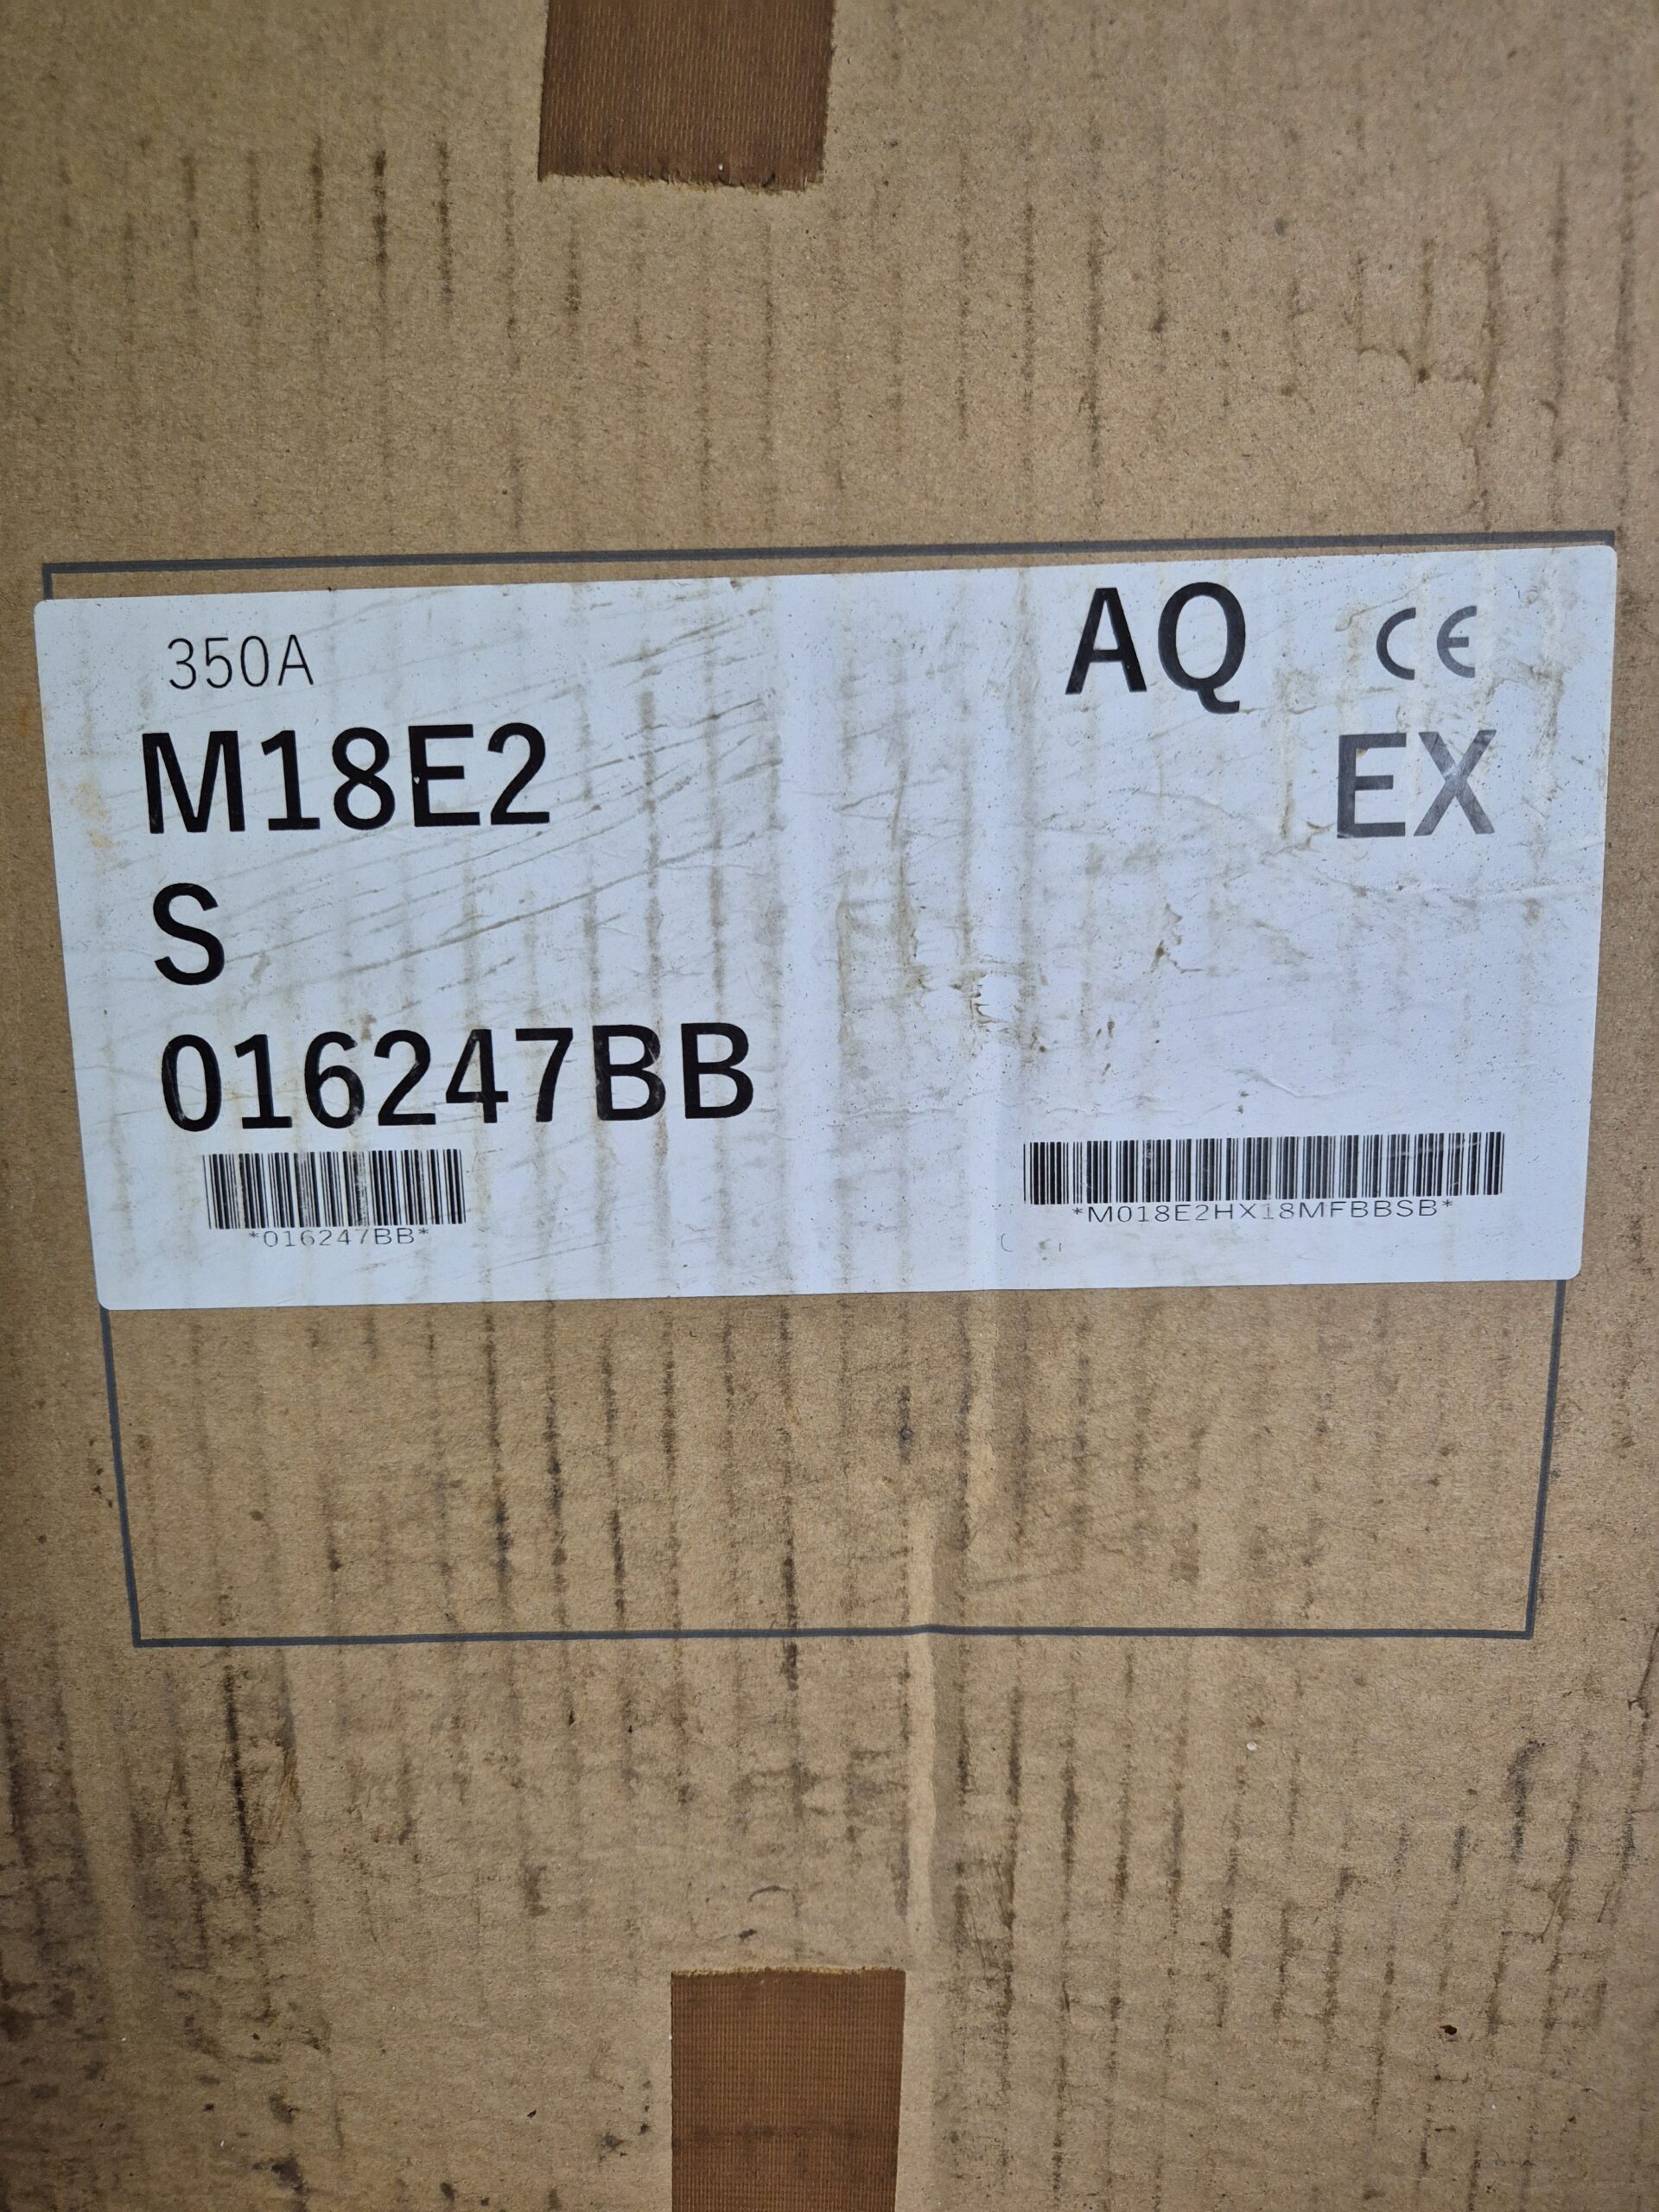 350A
AQ CE
M18E2
EX
S
016247BB
*016247BB*
*M018E2HX18MFBBSB*